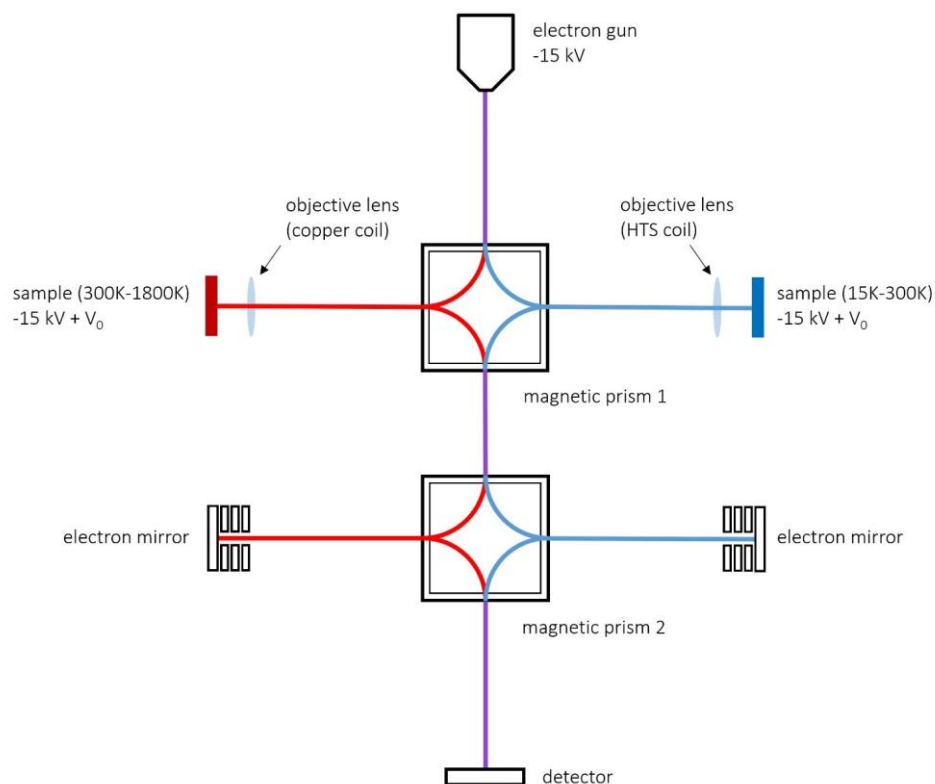 electron gun
-15 kV
objective lens
(copper coil)
objective lens
(HTS coil)
sample (300K-1800K)
-15 kV + V₀
sample (15K-300K)
-15 kV + V₀
magnetic prism 1
electron mirror
electron mirror
magnetic prism 2
detector